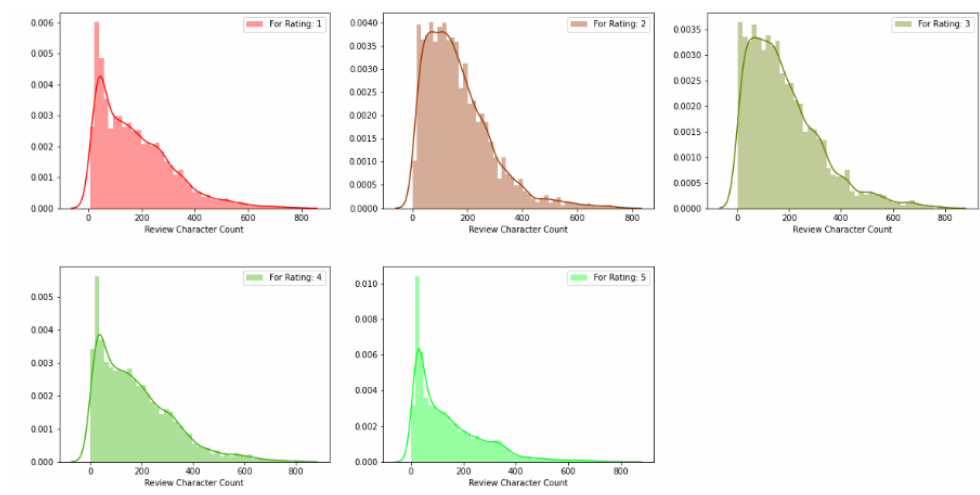 For Rating: 1
0.006
0.005
0.004
0.003
0.002
0.001
0.000
0 200 400 600 800
Review Character Count
For Rating: 2
0.0040
0.0035
0.0030
0.0025
0.0020
0.0015
0.0010
0.0005
0.0000
0 200 400 600 800
Review Character Count
For Rating: 3
0.0035
0.0030
0.0025
0.0020
0.0015
0.0010
0.0005
0.0000
0 200 400 600 800
Review Character Count
For Rating: 4
0.005
0.004
0.003
0.002
0.001
0.000
0 200 400 600 800
Review Character Count
For Rating: 5
0.010
0.008
0.006
0.004
0.002
0.000
0 200 400 600 800
Review Character Count